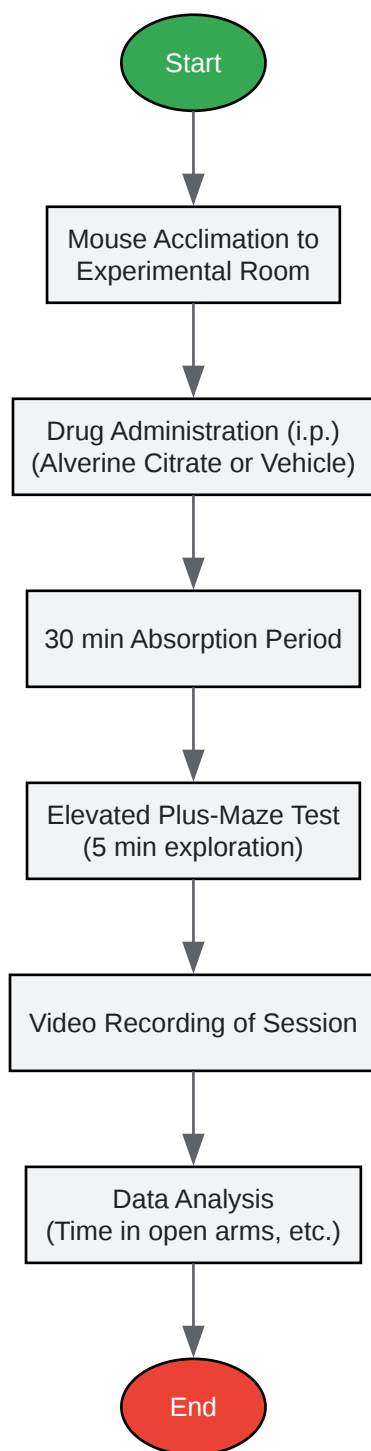 Start
Mouse Acclimation to
Experimental Room
Drug Administration (i.p.)
(Alverine Citrate or Vehicle)
30 min Absorption Period
Elevated Plus-Maze Test
(5 min exploration)
Video Recording of Session
Data Analysis
(Time in open arms, etc.)
End